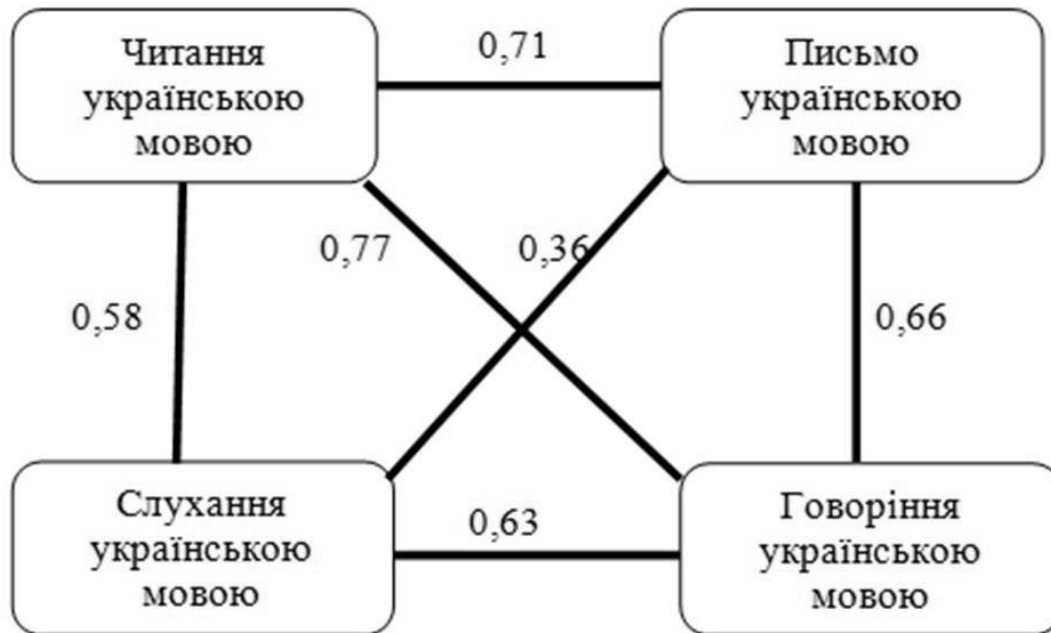 Читання
українською
мовою
0,71
Письмо
українською
мовою
0,77
0,36
0,58
0,66
Слухання
українською
мовою
0,63
Говоріння
українською
мовою